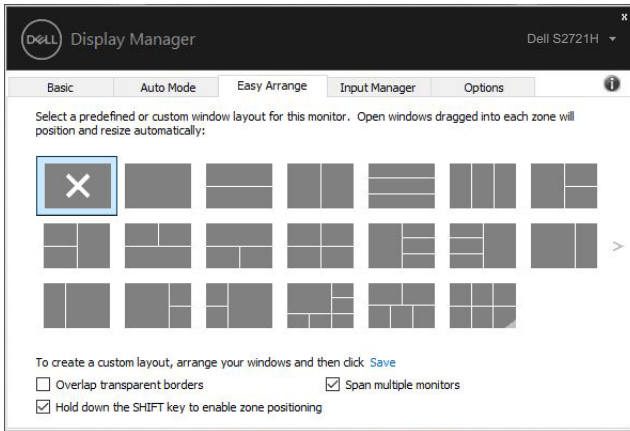 x
DELL Display Manager Dell S2721H
Basic Auto Mode Easy Arrange Input Manager Options i
Select a predefined or custom window layout for this monitor. Open windows dragged into each zone will
position and resize automatically:
>
To create a custom layout, arrange your windows and then click Save
Overlap transparent borders Span multiple monitors
Hold down the SHIFT key to enable zone positioning